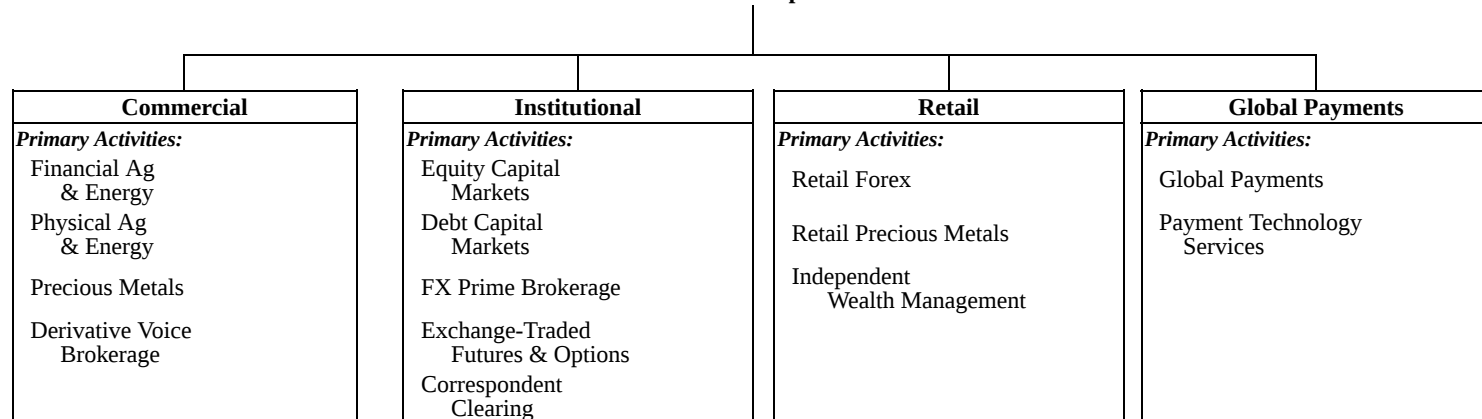 Commercial
Primary Activities:
Financial Ag
& Energy
Physical Ag
& Energy
Precious Metals
Derivative Voice
Brokerage
Institutional
Primary Activities:
Equity Capital
Markets
Debt Capital
Markets
FX Prime Brokerage
Exchange-Traded
Futures & Options
Correspondent
Clearing
Retail
Primary Activities:
Retail Forex
Retail Precious Metals
Independent
Wealth Management
Global Payments
Primary Activities:
Global Payments
Payment Technology
Services